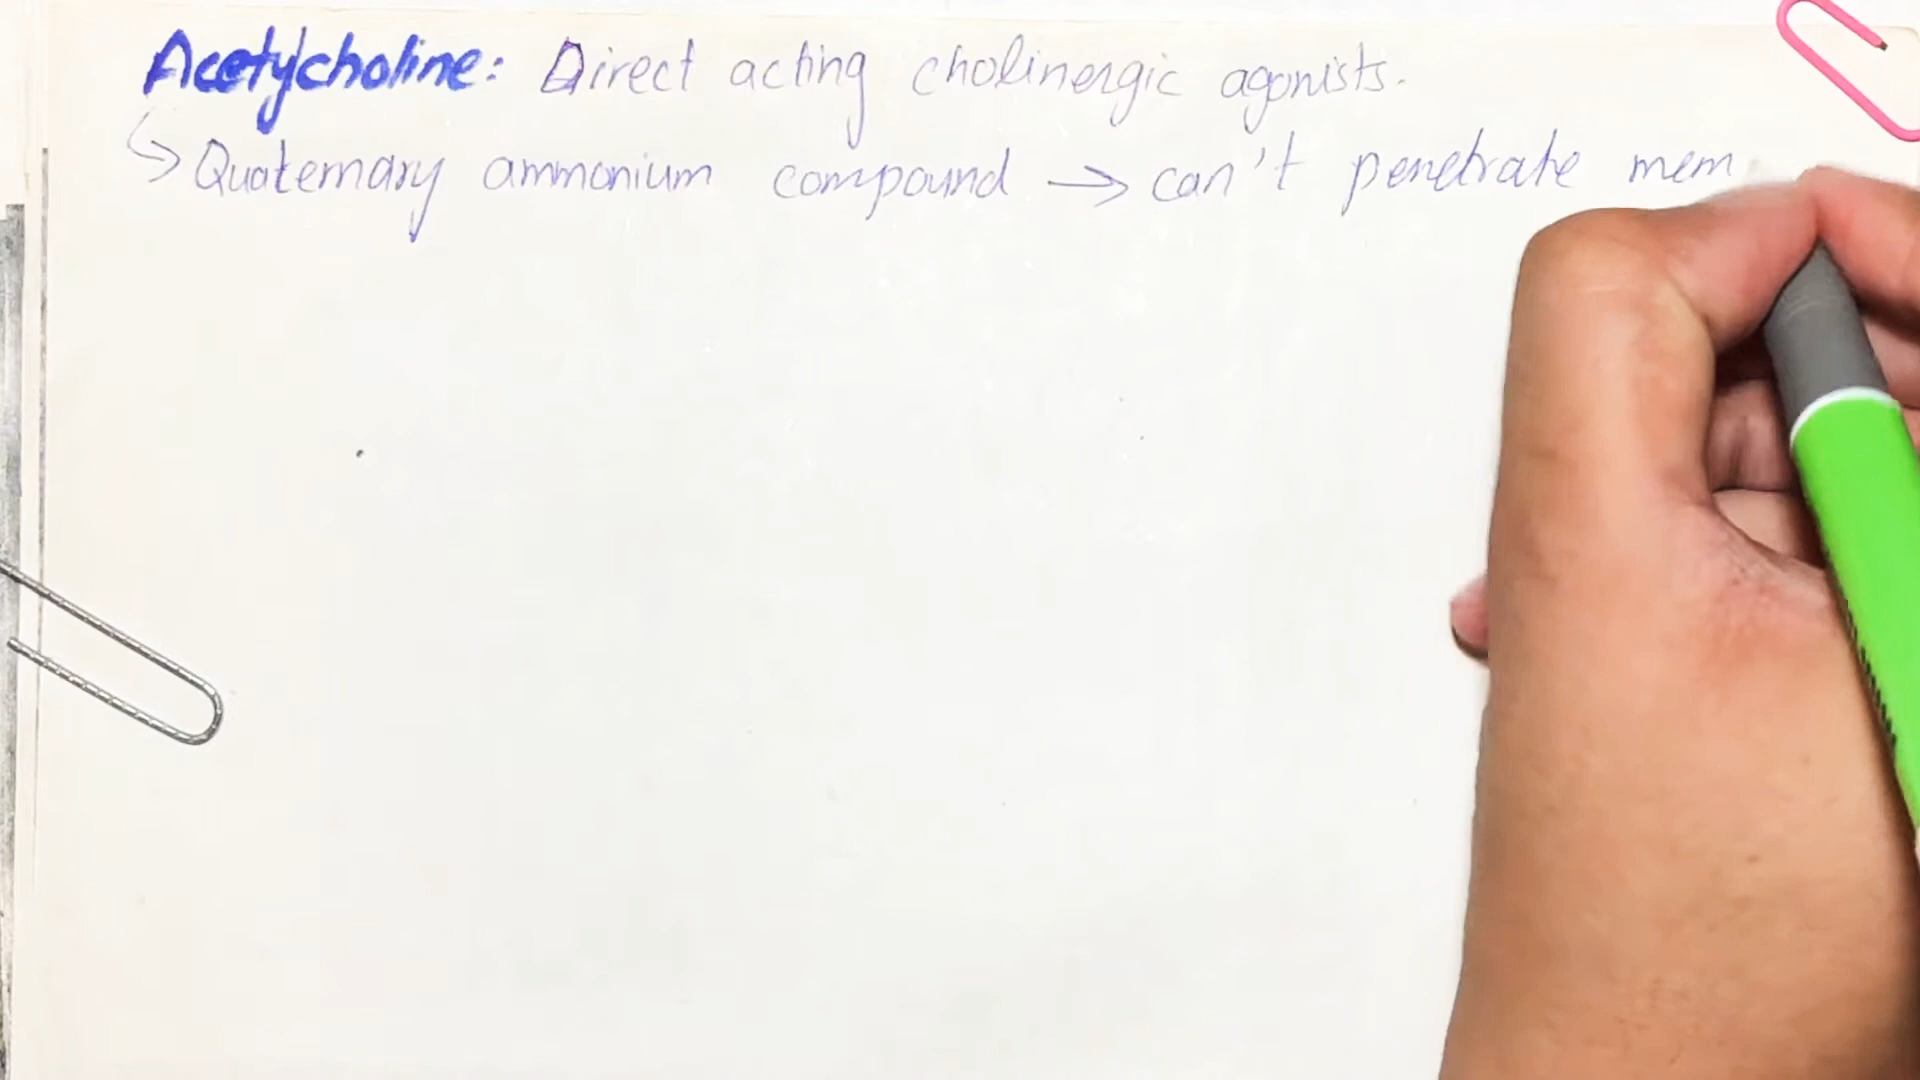 Acetylcholine: Direct acting cholinergic agonists.
↳ Quaternary ammonium compound → can't penetrate mem